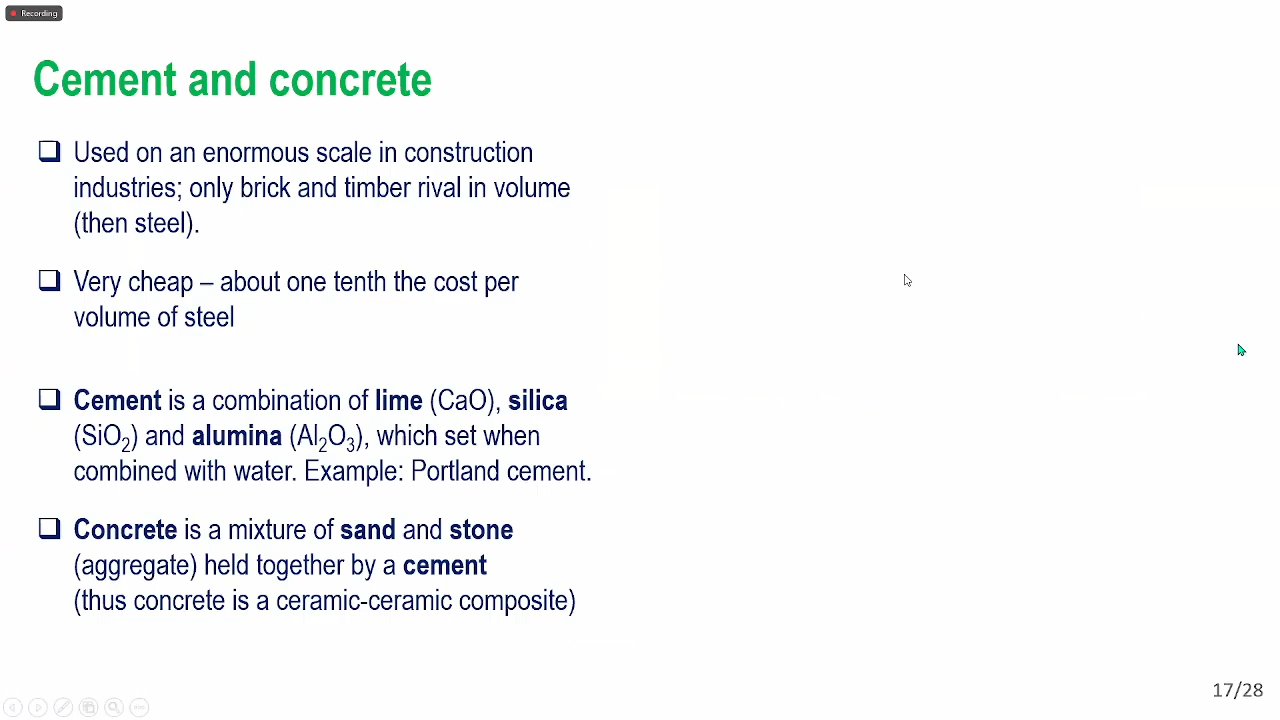 Recording
Cement and concrete
❑ Used on an enormous scale in construction
industries; only brick and timber rival in volume
(then steel).
❑ Very cheap – about one tenth the cost per
volume of steel
❑ Cement is a combination of lime (CaO), silica
(SiO₂) and alumina (Al₂O₃), which set when
combined with water. Example: Portland cement.
❑ Concrete is a mixture of sand and stone
(aggregate) held together by a cement
(thus concrete is a ceramic-ceramic composite)
17/28